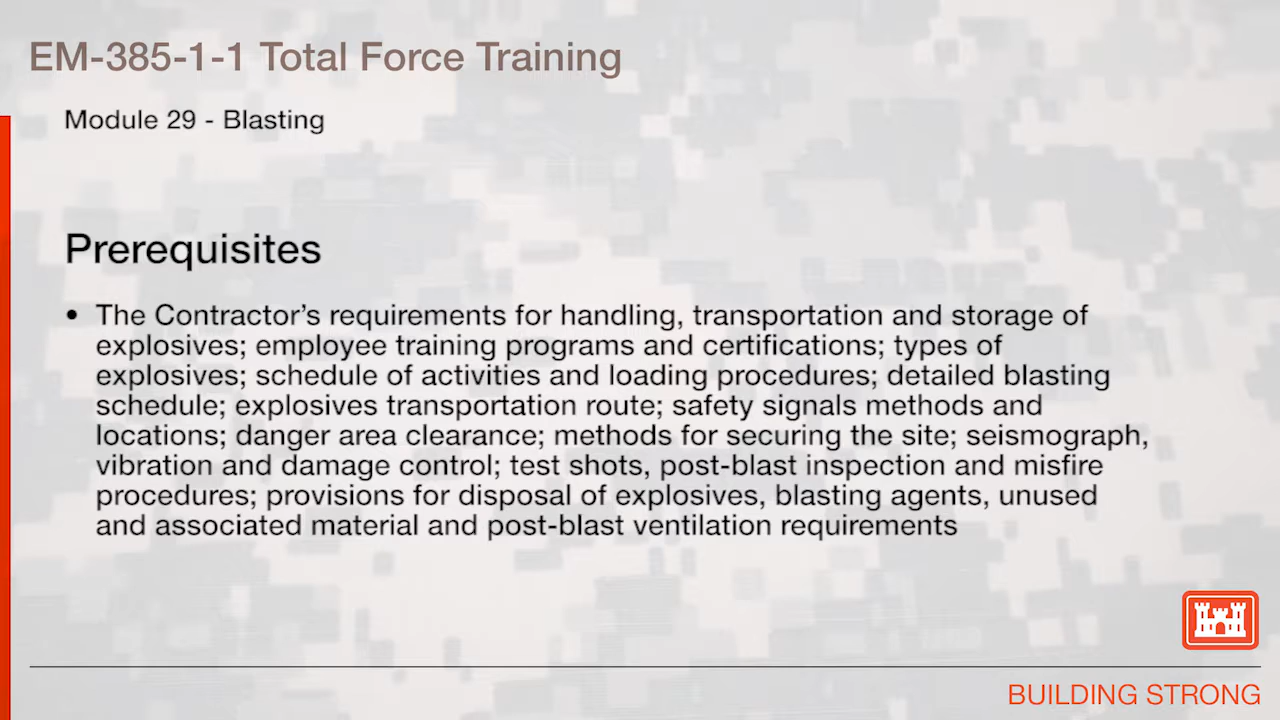 EM-385-1-1 Total Force Training
Module 29 - Blasting
Prerequisites
• The Contractor's requirements for handling, transportation and storage of
explosives; employee training programs and certifications; types of
explosives; schedule of activities and loading procedures; detailed blasting
schedule; explosives transportation route; safety signals methods and
locations; danger area clearance; methods for securing the site; seismograph,
vibration and damage control; test shots, post-blast inspection and misfire
procedures; provisions for disposal of explosives, blasting agents, unused
and associated material and post-blast ventilation requirements
BUILDING STRONG